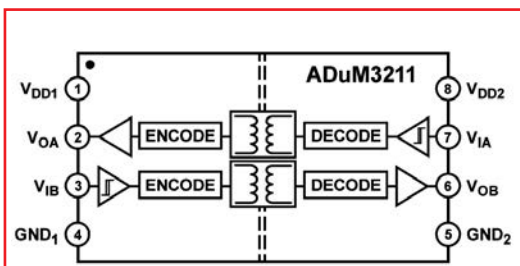 ADuM3211
VDD1 1
8 VDD2
VOA 2 ENCODE DECODE 7 VIA
VIB 3 ENCODE DECODE 6 VOB
GND1 4
5 GND2